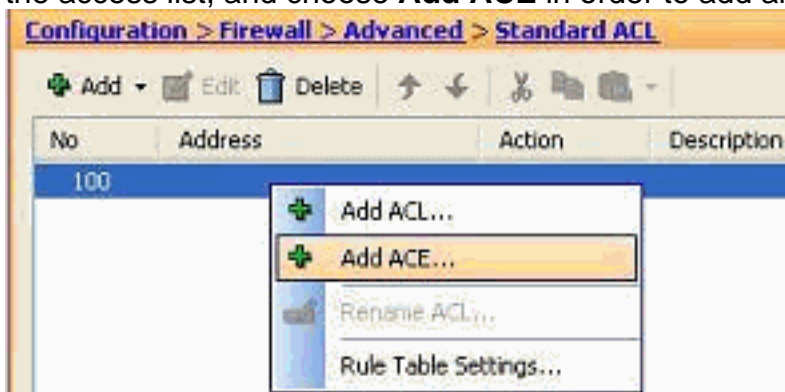 the access list, and choose Add ACE in order to add an
Configuration > Firewall > Advanced > Standard ACL
Add Edit Delete
No Address Action Description
100
Add ACL...
Add ACE...
Rename ACL...
Rule Table Settings...